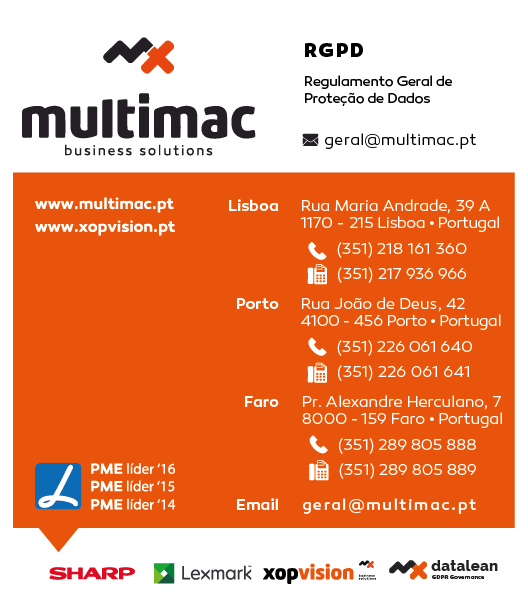 multimac
business solutions
RGPD
Regulamento Geral de
Proteção de Dados
geral@multimac.pt
www.multimac.pt
www.xopvision.pt
Lisboa
Rua Maria Andrade, 39 A
1170 - 215 Lisboa • Portugal
(351) 218 161 360
(351) 217 936 966
Porto
Rua João de Deus, 42
4100 - 456 Porto • Portugal
(351) 226 061 640
(351) 226 061 641
Faro
Pr. Alexandre Herculano, 7
8000 - 159 Faro • Portugal
(351) 289 805 888
(351) 289 805 889
PME líder ‘16
PME líder ‘15
PME líder ‘14
Email
geral@multimac.pt
SHARP
Lexmark
xopvision
business
solutions
datalean
GDPR Governance